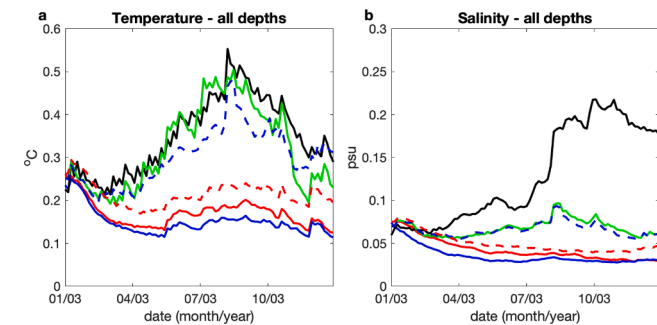 a Temperature - all depths
0.6
0.5
0.4
0.3
0.2
0.1
0
°C
01/03 04/03 07/03 10/03
date (month/year)
b Salinity - all depths
0.3
0.25
0.2
0.15
0.1
0.05
0
psu
01/03 04/03 07/03 10/03
date (month/year)